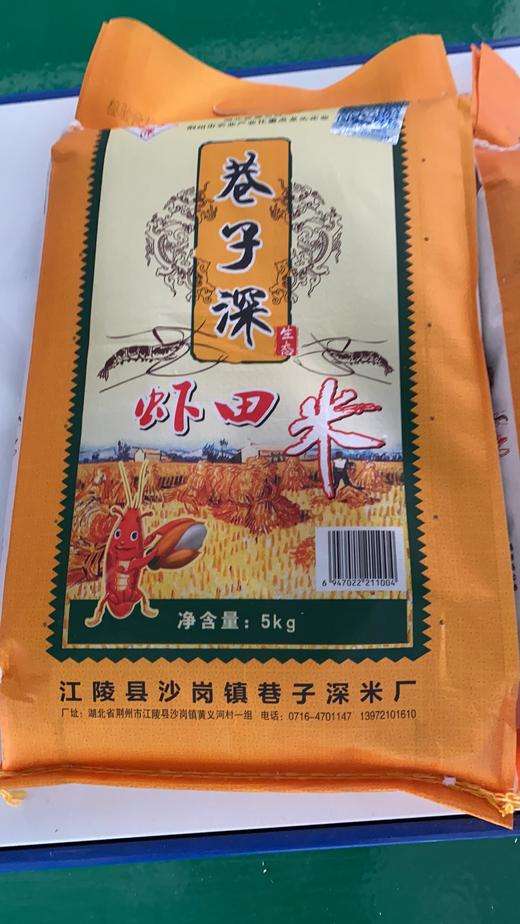 荆州市农业产业化重点龙头企业
巷子深
生态
虾田米
6 947022 211004
净含量：5kg
江陵县沙岗镇巷子深米厂
厂址：湖北省荆州市江陵县沙岗镇黄义河村一组 电话：0716-4701147 13972101610